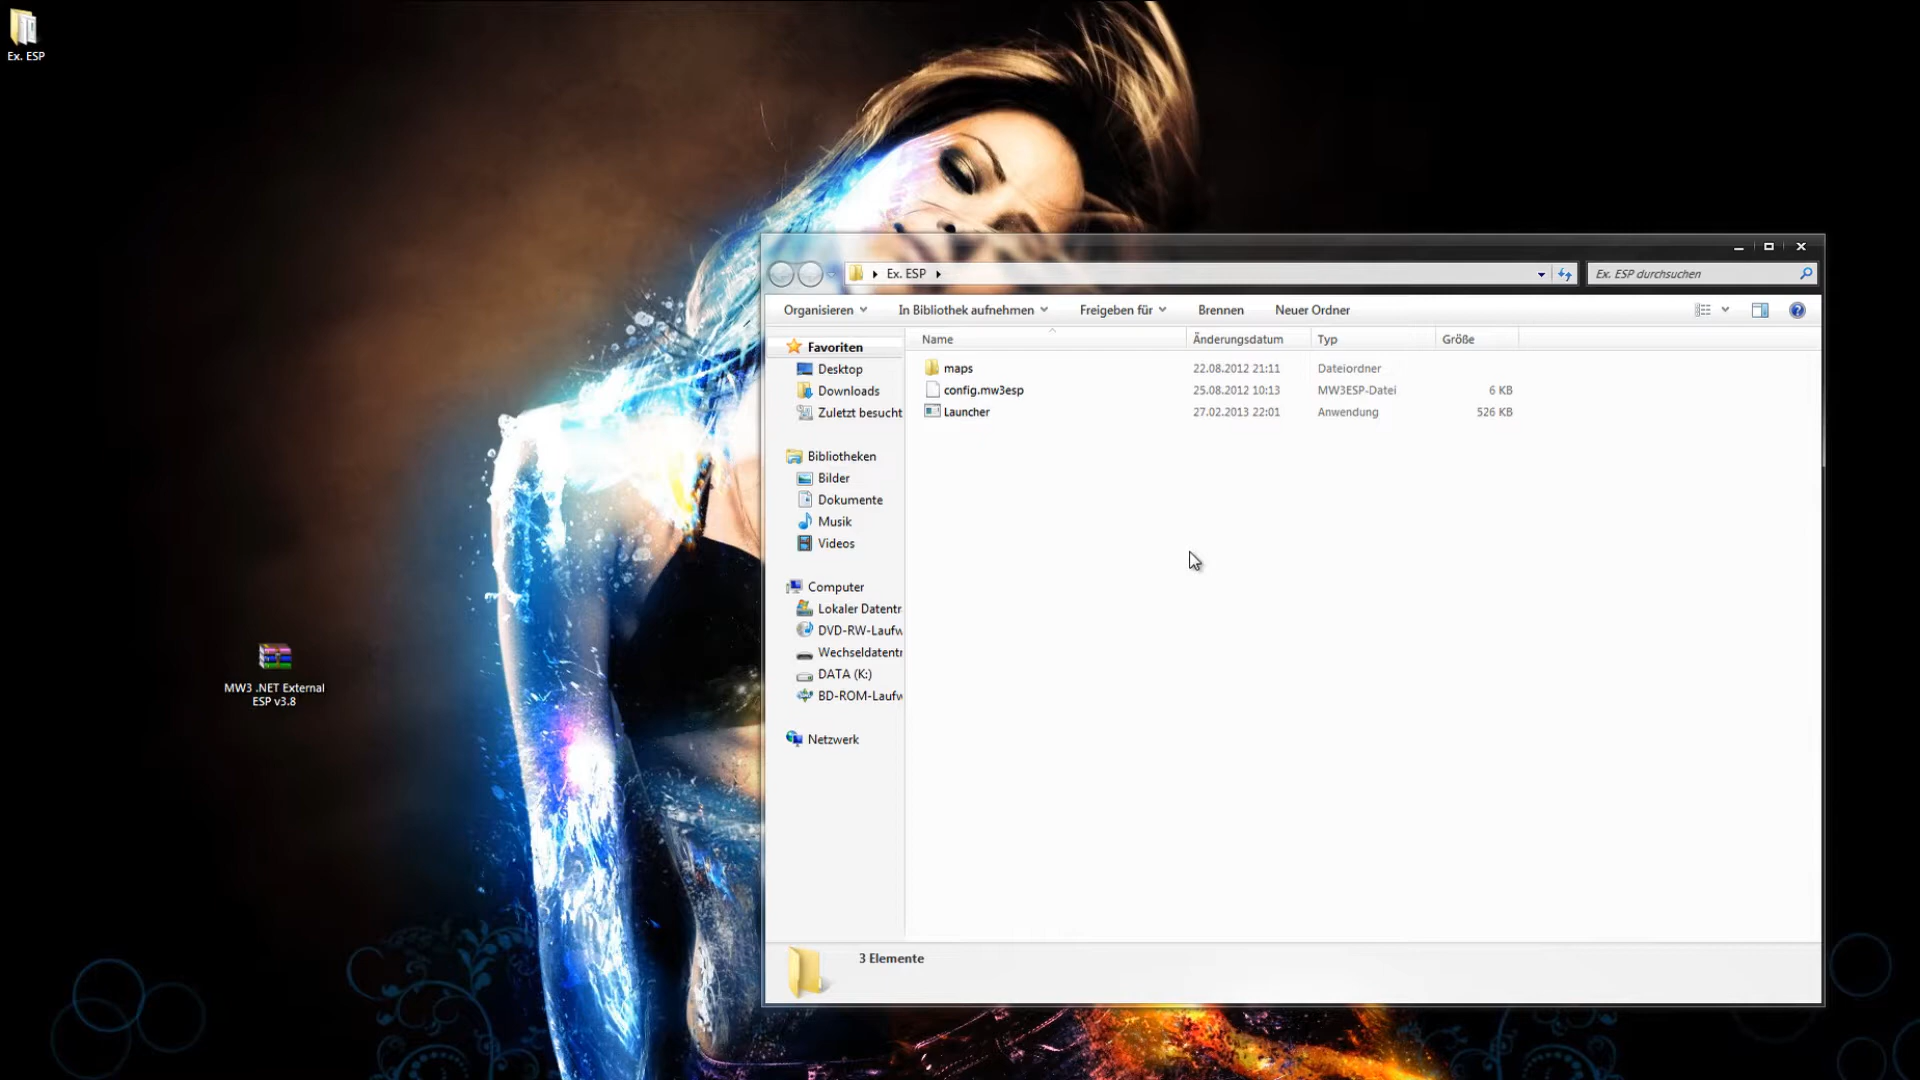 Ex. ESP
MW3 .NET External
ESP v3.8
Ex. ESP
Ex. ESP durchsuchen
Organisieren
In Bibliothek aufnehmen
Freigeben für
Brennen
Neuer Ordner
Favoriten
Desktop
Downloads
Zuletzt besucht
Bibliotheken
Bilder
Dokumente
Musik
Videos
Computer
Lokaler Datentr
DVD-RW-Laufw
Wechseldatentr
DATA (K:)
BD-ROM-Laufw
Netzwerk
Name Änderungsdatum Typ Größe
maps 22.08.2012 21:11 Dateiordner
config.mw3esp 25.08.2012 10:13 MW3ESP-Datei 6 KB
Launcher 27.02.2013 22:01 Anwendung 526 KB
3 Elemente